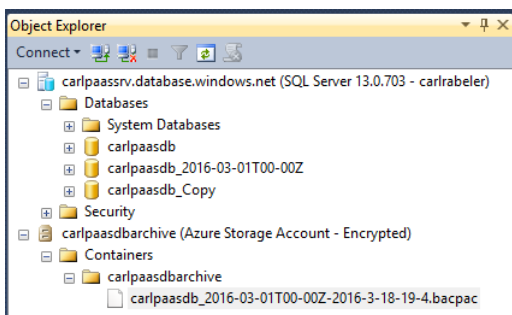 Object Explorer
Connect
carlpaassrv.database.windows.net (SQL Server 13.0.703 - carlrabeler)
Databases
System Databases
carlpaasdb
carlpaasdb_2016-03-01T00-00Z
carlpaasdb_Copy
Security
carlpaasdbarchive (Azure Storage Account - Encrypted)
Containers
carlpaasdbarchive
carlpaasdb_2016-03-01T00-00Z-2016-3-18-19-4.bacpac